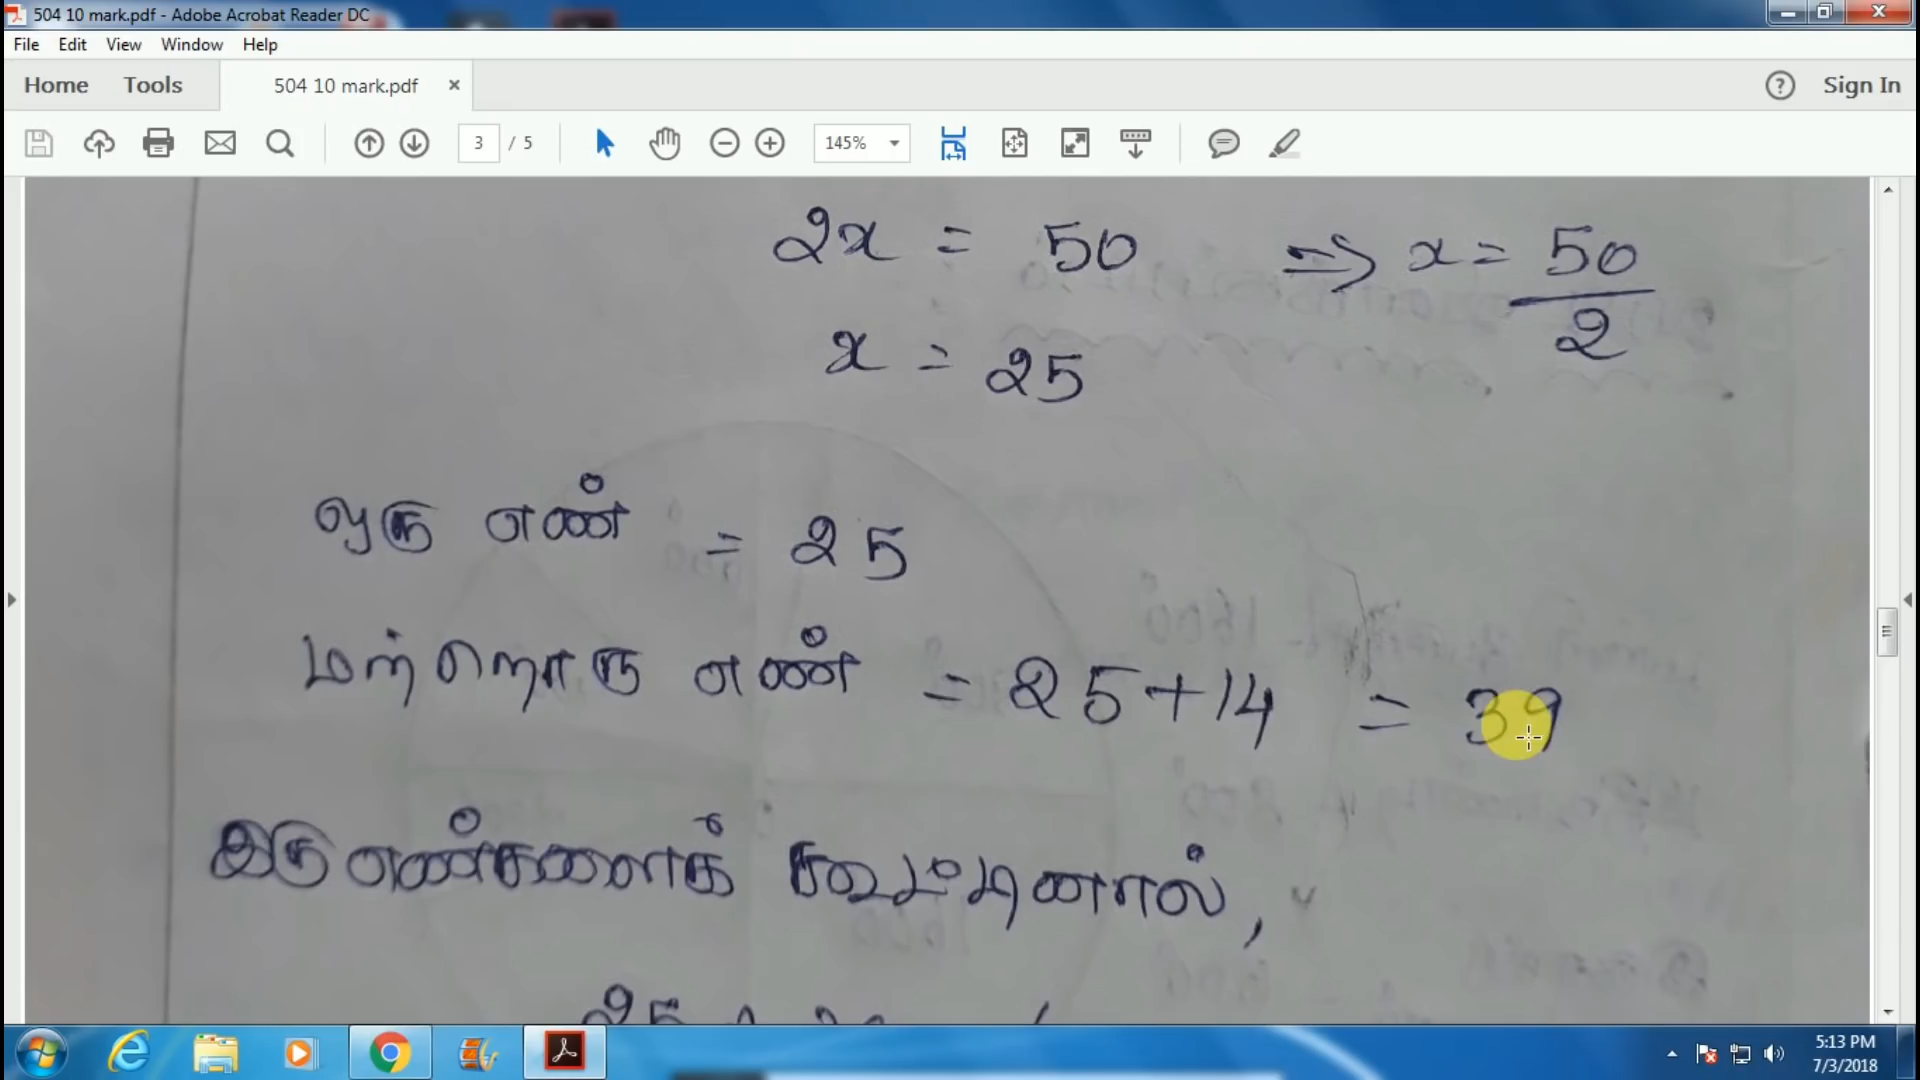 504 10 mark.pdf - Adobe Acrobat Reader DC
File Edit View Window Help
Home Tools 504 10 mark.pdf × Sign In
3 / 5 145%
2x = 50 ⇒ x = 50/2
x = 25
ஒரு எண் = 25
மற்றொரு எண் = 25+14 = 39
இரு எண்களைக் கூட்டினால்,
5:13 PM
7/3/2018